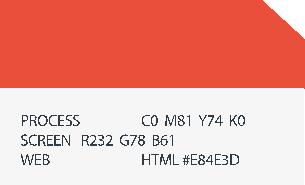 PROCESS C0 M81 Y74 K0
SCREEN R232 G78 B61
WEB HTML #E84E3D